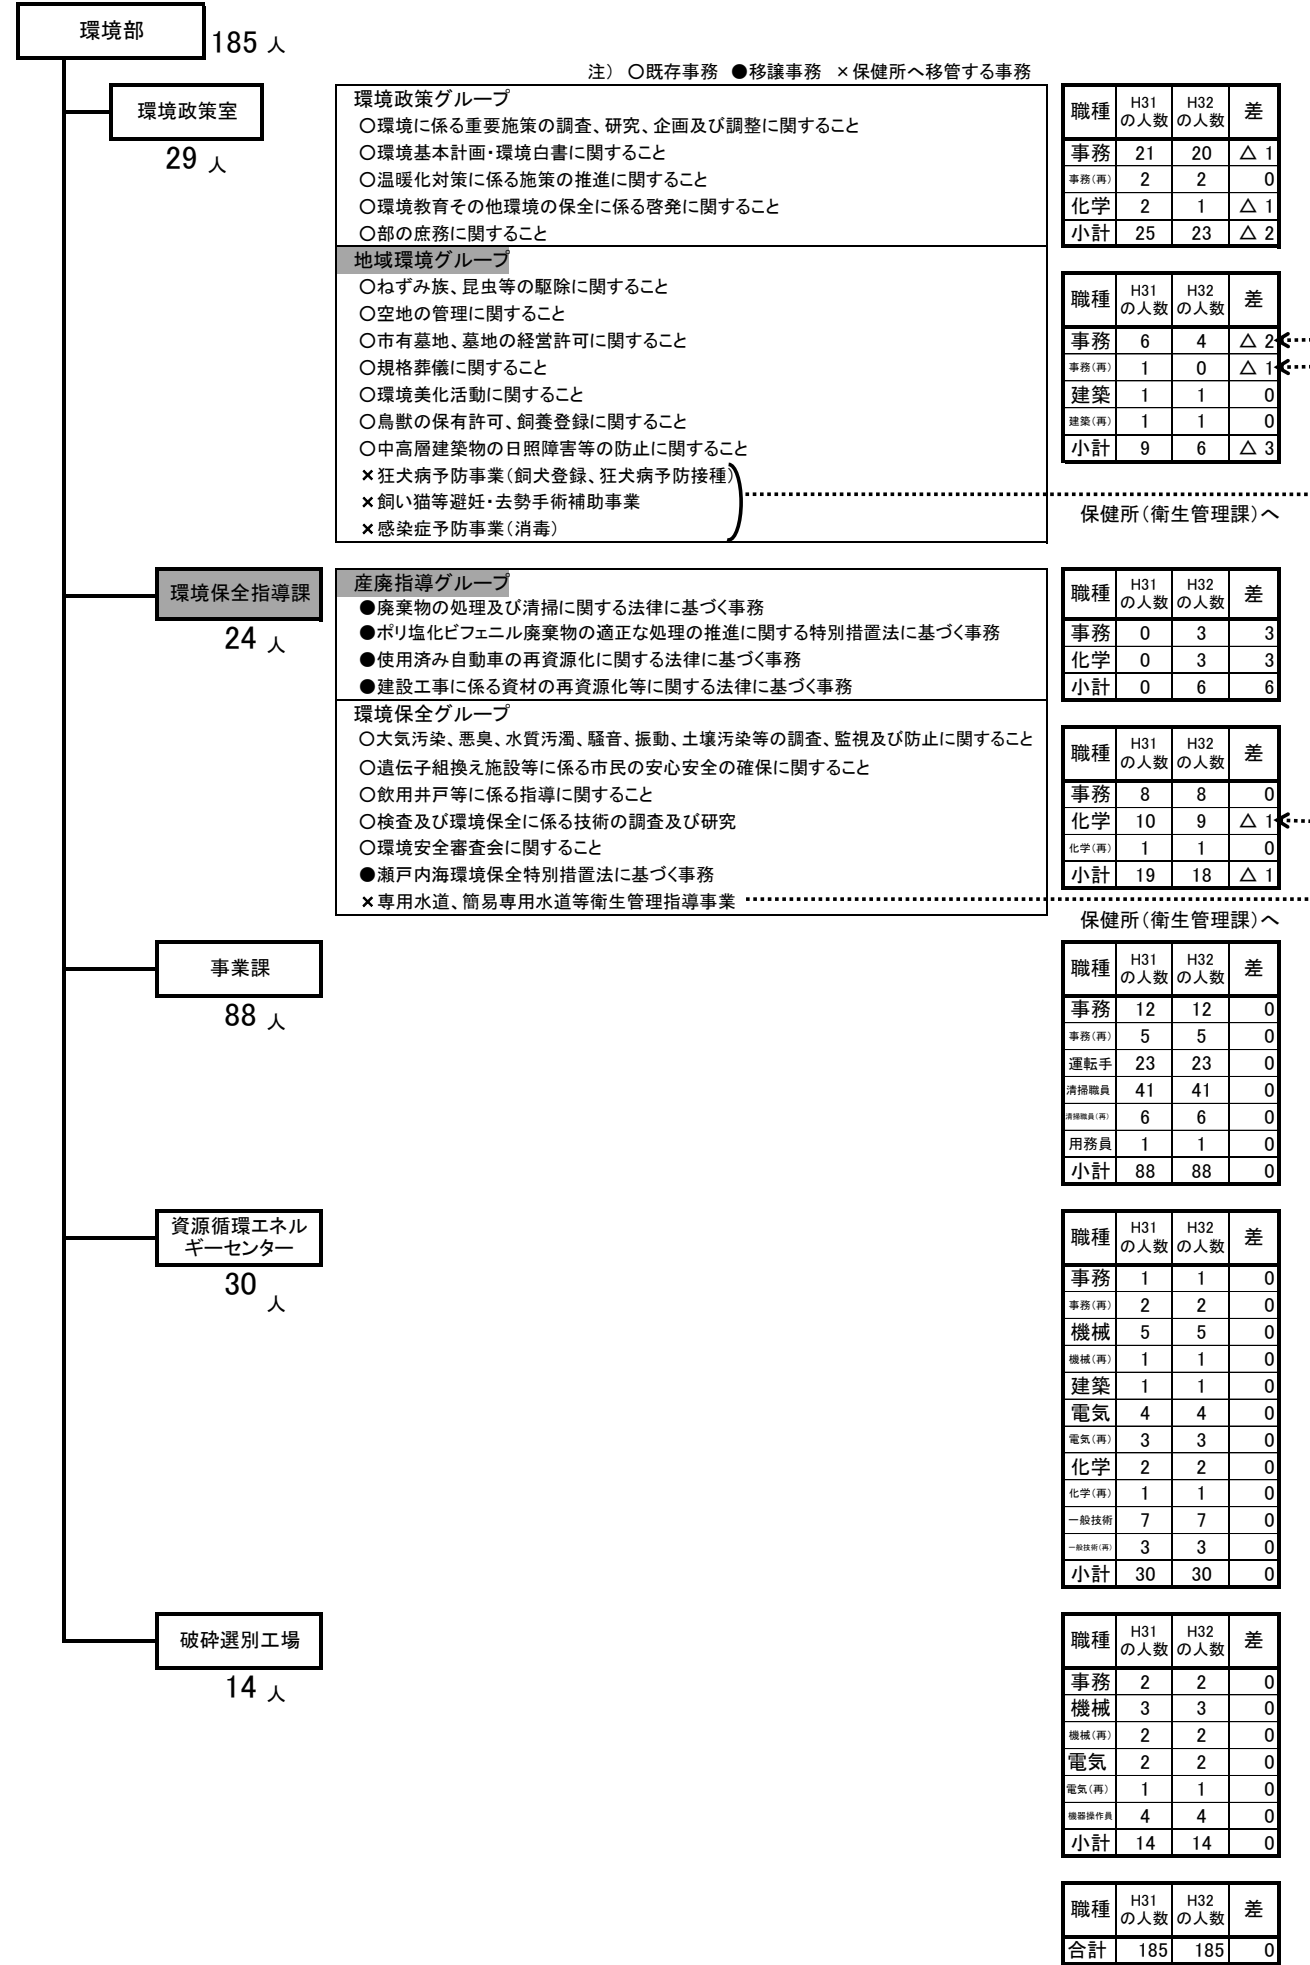 環境部
185 人
注） ○既存事務 ●移譲事務 ×保健所へ移管する事務
環境政策室
29 人
環境政策グループ
○環境に係る重要施策の調査、研究、企画及び調整に関すること
○環境基本計画・環境白書に関すること
○温暖化対策に係る施策の推進に関すること
○環境教育その他環境の保全に係る啓発に関すること
○部の庶務に関すること
職種 H31の人数 H32の人数 差
事務 21 20 △ 1
事務(再) 2 2 0
化学 2 1 △ 1
小計 25 23 △ 2
地域環境グループ
○ねずみ族、昆虫等の駆除に関すること
○空地の管理に関すること
○市有墓地、墓地の経営許可に関すること
○規格葬儀に関すること
○環境美化活動に関すること
○鳥獣の保有許可、飼養登録に関すること
○中高層建築物の日照障害等の防止に関すること
×狂犬病予防事業（飼犬登録、狂犬病予防接種）
×飼い猫等避妊・去勢手術補助事業
×感染症予防事業（消毒）
職種 H31の人数 H32の人数 差
事務 6 4 △ 2
事務(再) 1 0 △ 1
建築 1 1 0
建築(再) 1 1 0
小計 9 6 △ 3
保健所（衛生管理課）へ
環境保全指導課
24 人
産廃指導グループ
●廃棄物の処理及び清掃に関する法律に基づく事務
●ポリ塩化ビフェニル廃棄物の適正な処理の推進に関する特別措置法に基づく事務
●使用済み自動車の再資源化に関する法律に基づく事務
●建設工事に係る資材の再資源化等に関する法律に基づく事務
職種 H31の人数 H32の人数 差
事務 0 3 3
化学 0 3 3
小計 0 6 6
環境保全グループ
○大気汚染、悪臭、水質汚濁、騒音、振動、土壌汚染等の調査、監視及び防止に関すること
○遺伝子組換え施設等に係る市民の安心安全の確保に関すること
○飲用井戸等に係る指導に関すること
○検査及び環境保全に係る技術の調査及び研究
○環境安全審査会に関すること
●瀬戸内海環境保全特別措置法に基づく事務
×専用水道、簡易専用水道等衛生管理指導事業
職種 H31の人数 H32の人数 差
事務 8 8 0
化学 10 9 △ 1
化学(再) 1 1 0
小計 19 18 △ 1
保健所（衛生管理課）へ
事業課
88 人
職種 H31の人数 H32の人数 差
事務 12 12 0
事務(再) 5 5 0
運転手 23 23 0
清掃職員 41 41 0
清掃職員(再) 6 6 0
用務員 1 1 0
小計 88 88 0
資源循環エネル
ギーセンター
30 人
職種 H31の人数 H32の人数 差
事務 1 1 0
事務(再) 2 2 0
機械 5 5 0
機械(再) 1 1 0
建築 1 1 0
電気 4 4 0
電気(再) 3 3 0
化学 2 2 0
化学(再) 1 1 0
一般技術 7 7 0
一般技術(再) 3 3 0
小計 30 30 0
破砕選別工場
14 人
職種 H31の人数 H32の人数 差
事務 2 2 0
機械 3 3 0
機械(再) 2 2 0
電気 2 2 0
電気(再) 1 1 0
機器操作員 4 4 0
小計 14 14 0
職種 H31の人数 H32の人数 差
合計 185 185 0